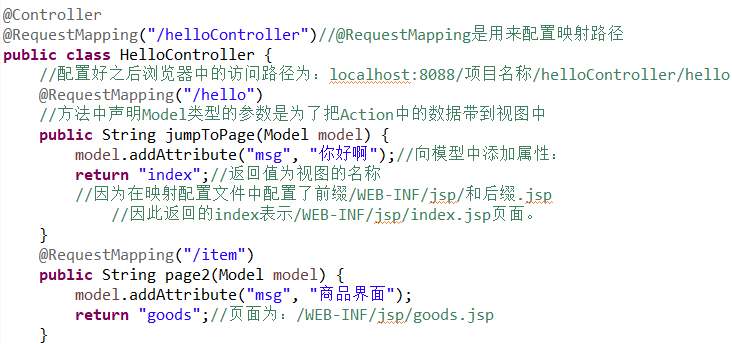 @Controller
@RequestMapping("/helloController")//@RequestMapping是用来配置映射路径
public class HelloController {
//配置好之后浏览器中的访问路径为：localhost:8088/项目名称/helloController/hello
@RequestMapping("/hello")
//方法中声明Model类型的参数是为了把Action中的数据带到视图中
public String jumpToPage(Model model) {
model.addAttribute("msg", "你好啊");//向模型中添加属性：
return "index";//返回值为视图的名称
//因为在映射配置文件中配置了前缀/WEB-INF/jsp/和后缀.jsp
//因此返回的index表示/WEB-INF/jsp/index.jsp页面。
}
@RequestMapping("/item")
public String page2(Model model) {
model.addAttribute("msg", "商品界面");
return "goods";//页面为：/WEB-INF/jsp/goods.jsp
}